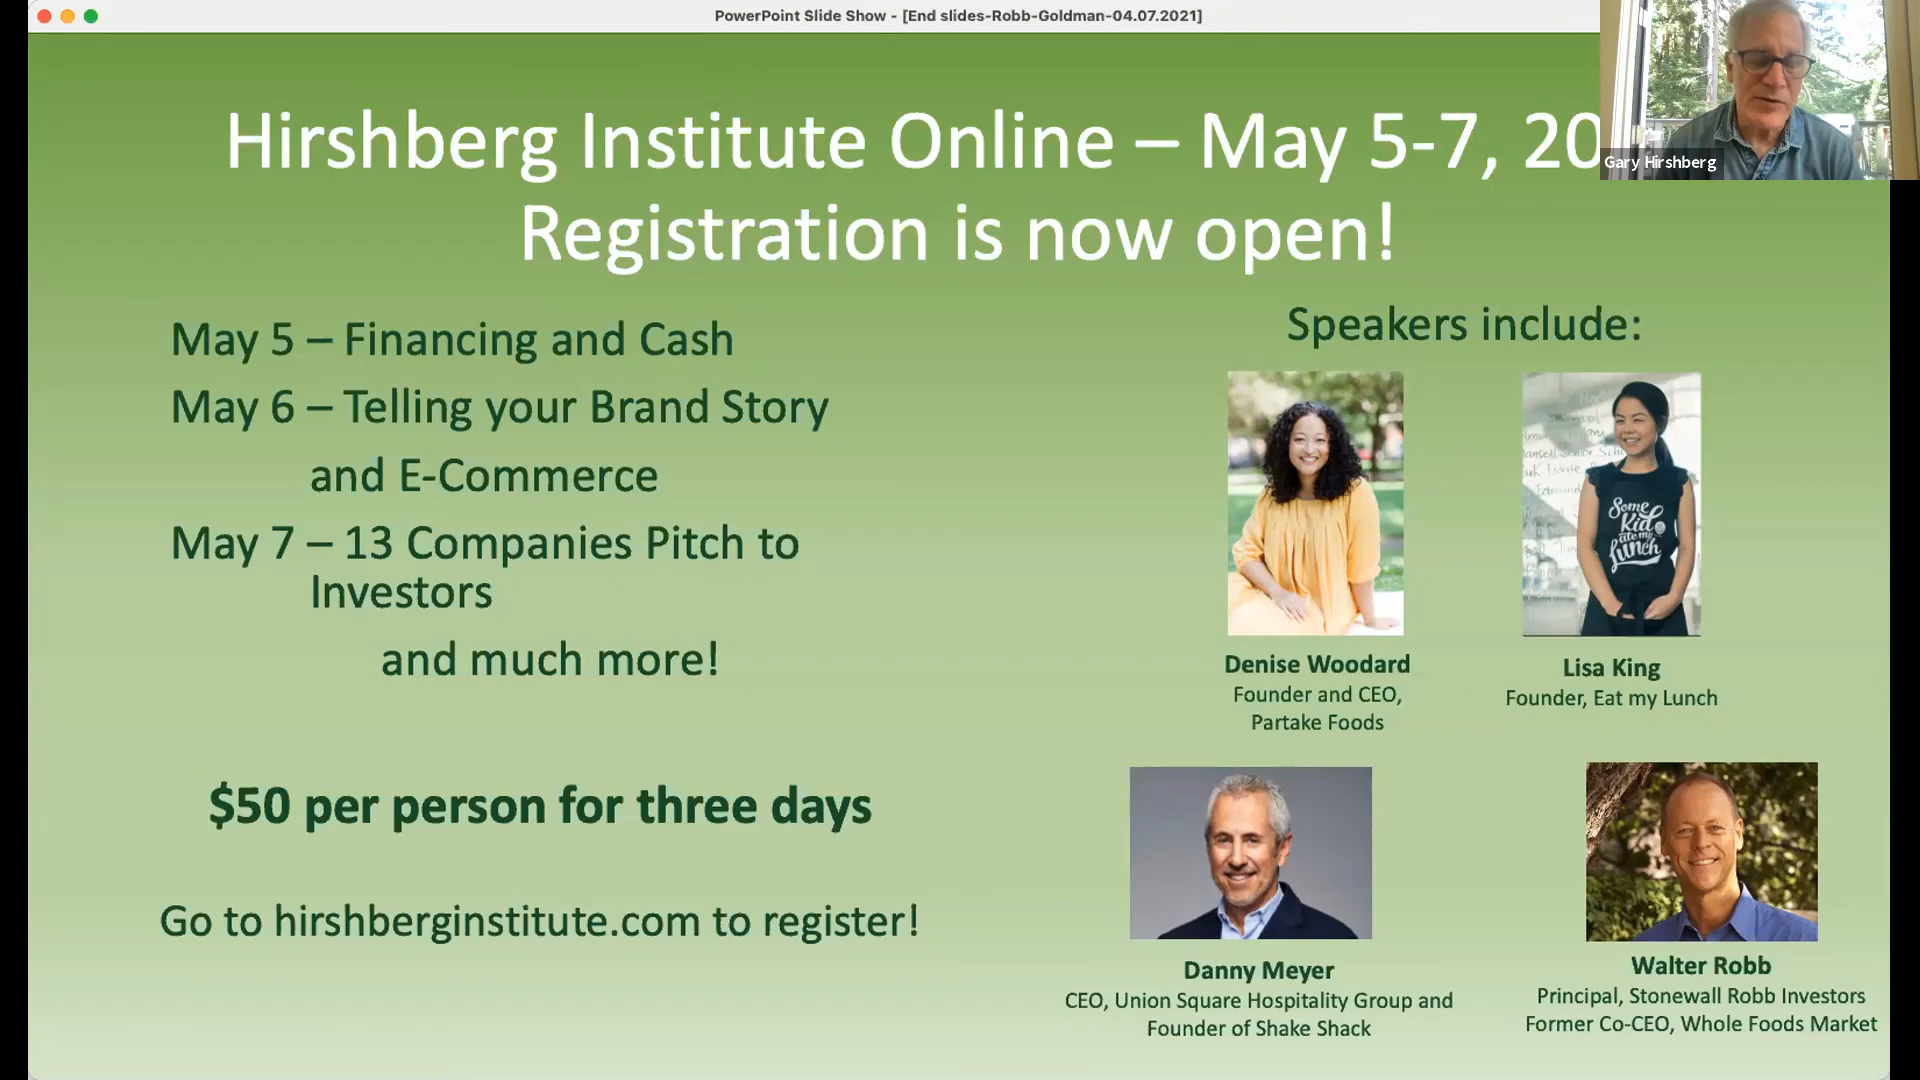 PowerPoint Slide Show - [End slides-Robb-Goldman-04.07.2021]
Hirshberg Institute Online – May 5-7, 20
Gary Hirshberg
Registration is now open!
May 5 – Financing and Cash
May 6 – Telling your Brand Story
and E-Commerce
May 7 – 13 Companies Pitch to
Investors
and much more!
$50 per person for three days
Go to hirshberginstitute.com to register!
Speakers include:
Some
Kid
ate my
lunch
Denise Woodard
Founder and CEO,
Partake Foods
Lisa King
Founder, Eat my Lunch
Danny Meyer
CEO, Union Square Hospitality Group and
Founder of Shake Shack
Walter Robb
Principal, Stonewall Robb Investors
Former Co-CEO, Whole Foods Market